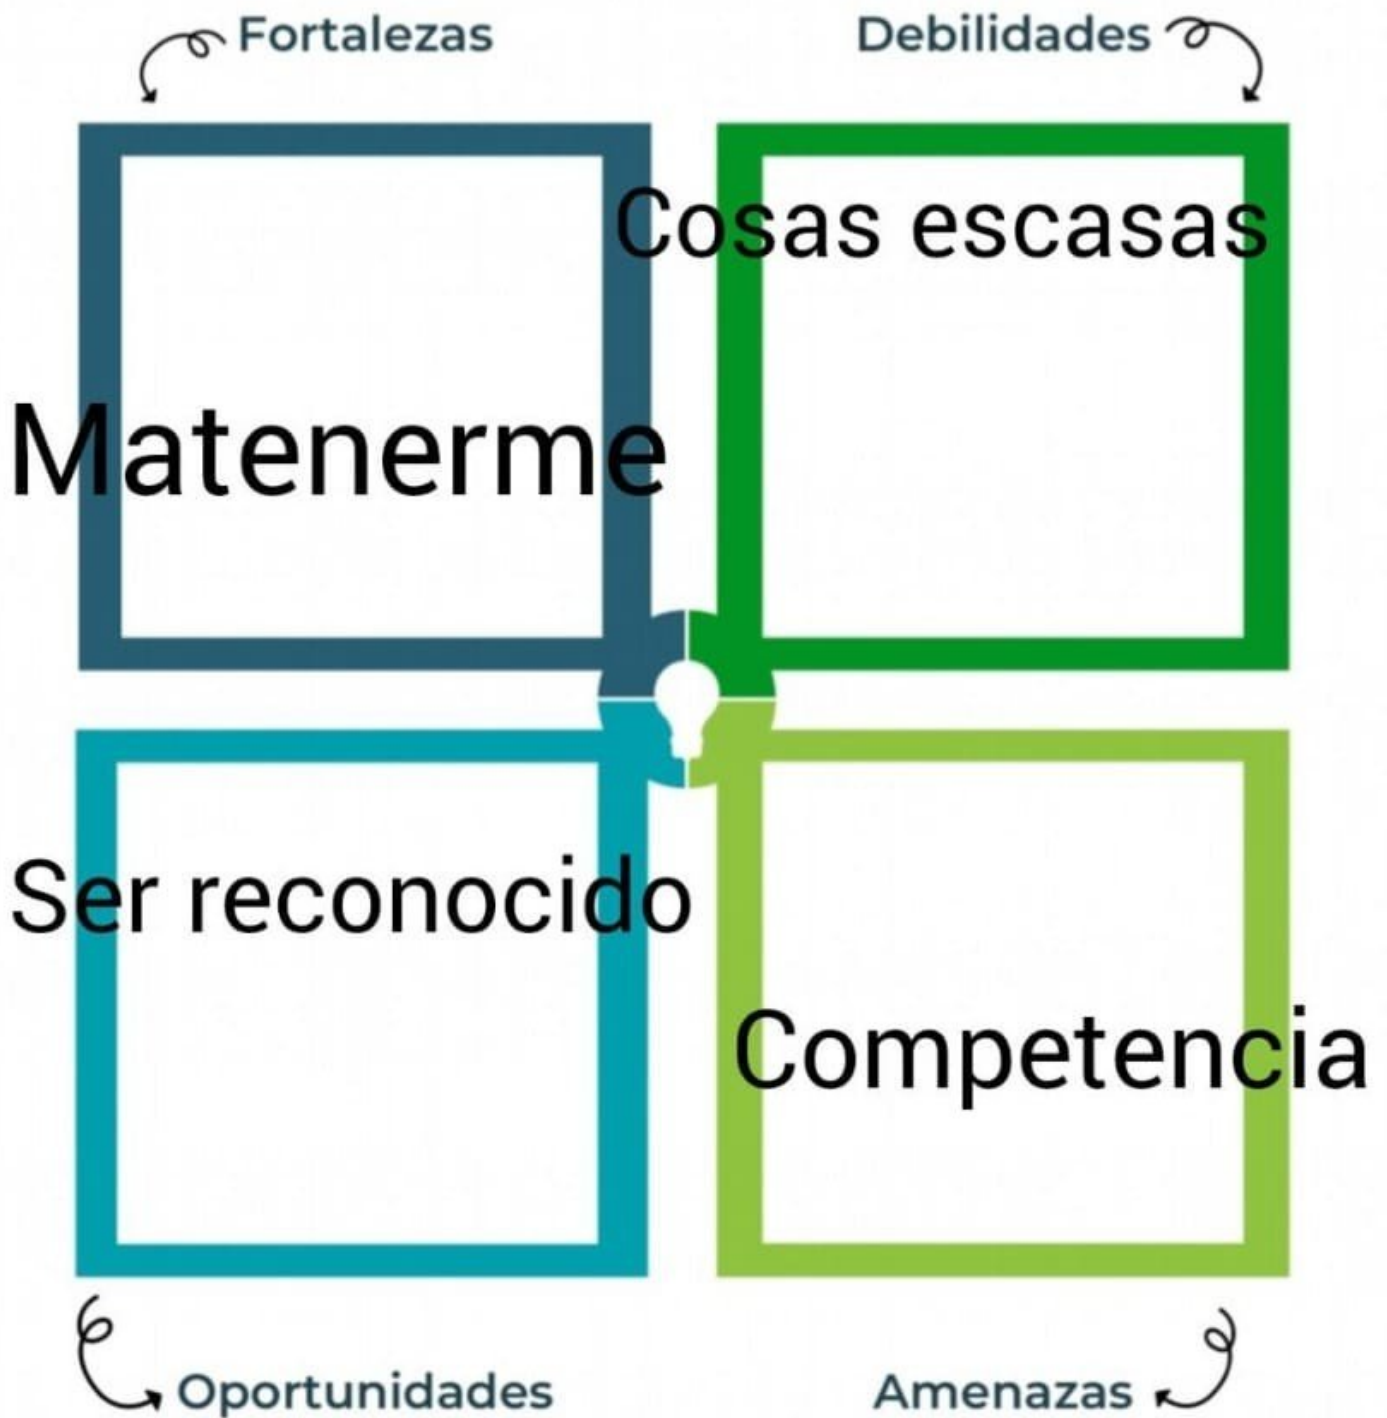 Fortalezas
Debilidades
Cosas escasas
Matenerme
Ser reconocido
Competencia
Oportunidades
Amenazas